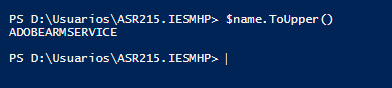 PS D:\Usuarios\ASR215.IESMHP> $name.ToUpper()
ADOBEARMSERVICE
PS D:\Usuarios\ASR215.IESMHP>